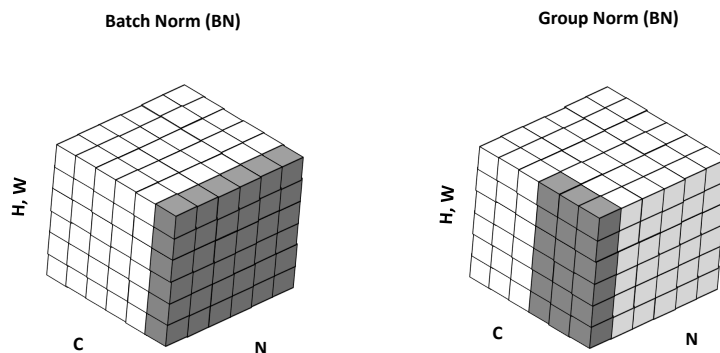 Batch Norm (BN)
Group Norm (BN)
H, W
C
N
H, W
C
N